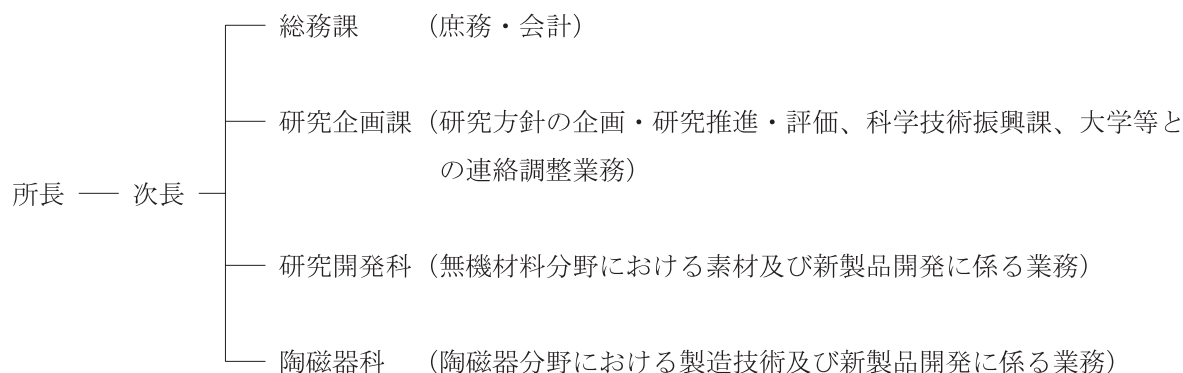 総務課 （庶務・会計）
研究企画課（研究方針の企画・研究推進・評価、科学技術振興課、大学等と
の連絡調整業務）
所長 次長
研究開発科（無機材料分野における素材及び新製品開発に係る業務）
陶磁器科 （陶磁器分野における製造技術及び新製品開発に係る業務）